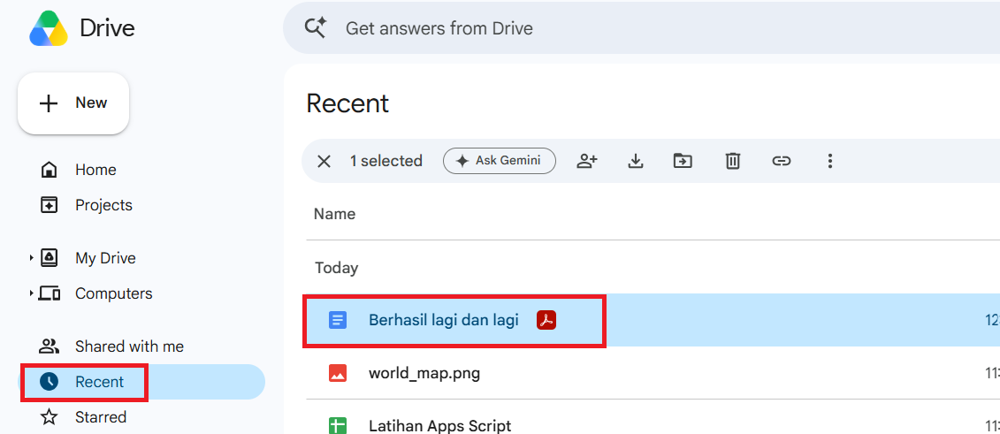 Drive
Get answers from Drive
New
Recent
1 selected
Ask Gemini
Home
Projects
Name
My Drive
Today
Computers
Berhasil lagi dan lagi
12
Shared with me
world_map.png
11:
Recent
Starred
Latihan Apps Script
11: